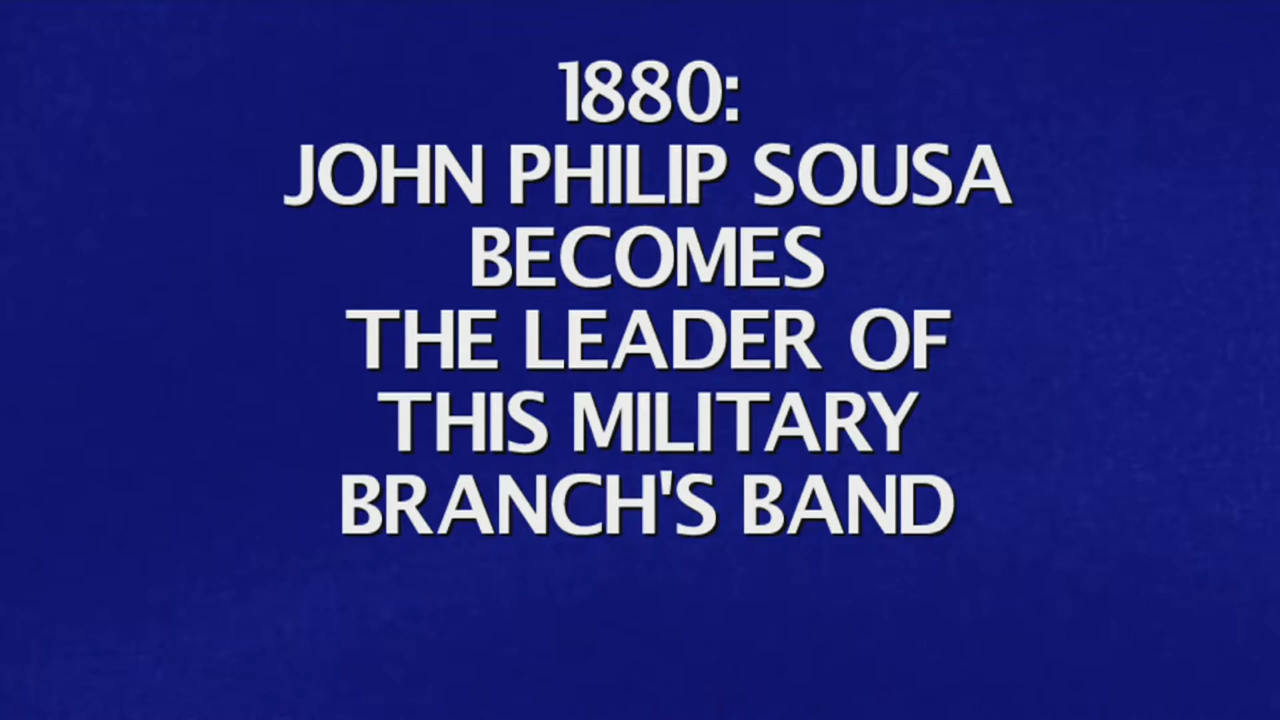 1880:
JOHN PHILIP SOUSA
BECOMES
THE LEADER OF
THIS MILITARY
BRANCH'S BAND